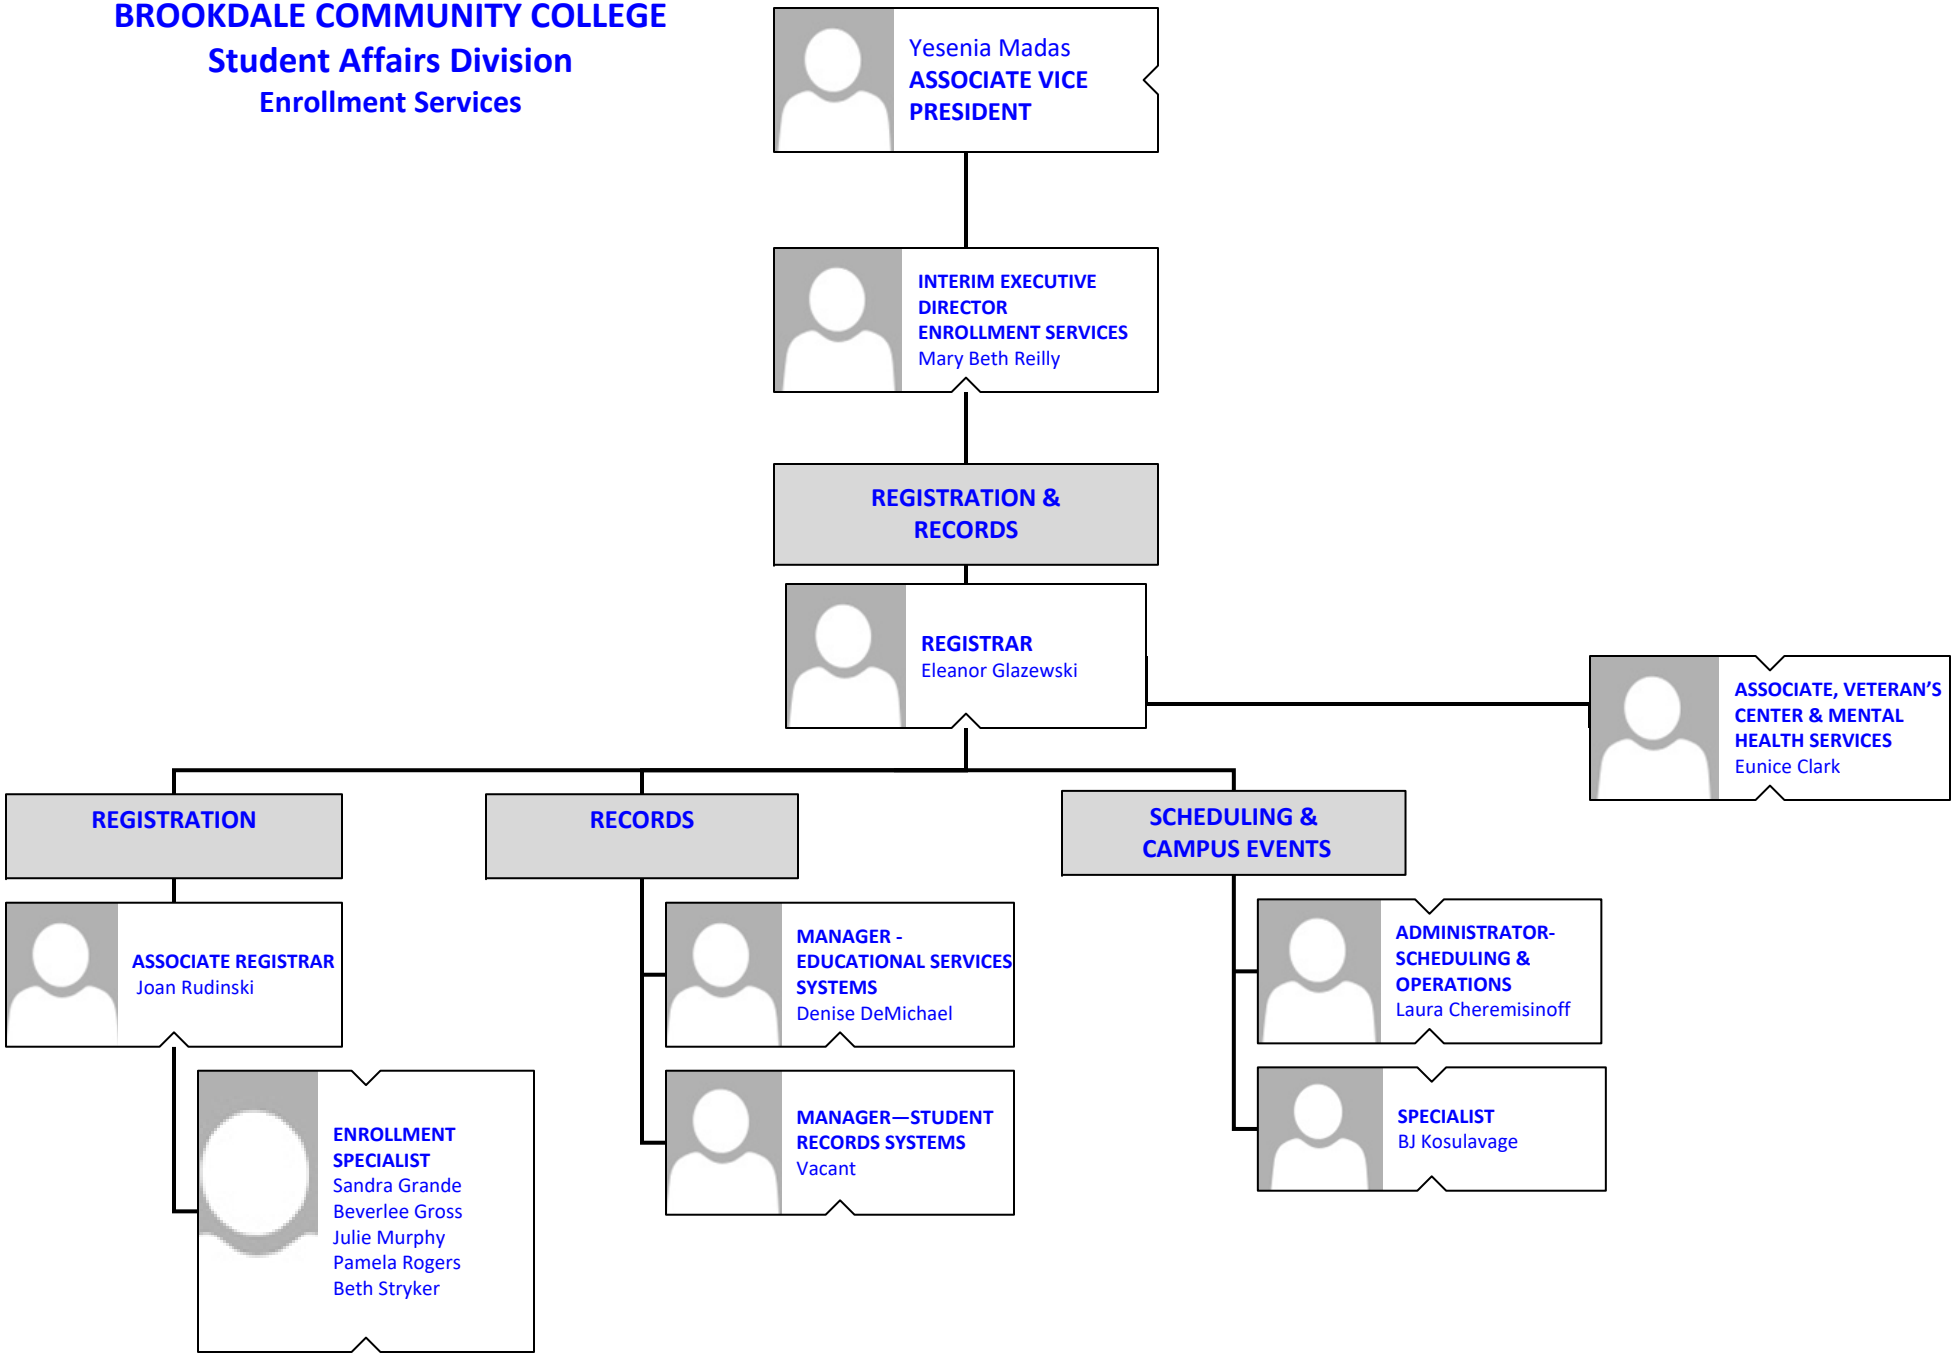 BROOKDALE COMMUNITY COLLEGE
Student Affairs Division
Enrollment Services
Yesenia Madas
ASSOCIATE VICE
PRESIDENT
INTERIM EXECUTIVE
DIRECTOR
ENROLLMENT SERVICES
Mary Beth Reilly
REGISTRATION &
RECORDS
REGISTRAR
Eleanor Glazewski
ASSOCIATE, VETERAN’S
CENTER & MENTAL
HEALTH SERVICES
Eunice Clark
REGISTRATION
RECORDS
SCHEDULING &
CAMPUS EVENTS
ASSOCIATE REGISTRAR
Joan Rudinski
MANAGER -
EDUCATIONAL SERVICES
SYSTEMS
Denise DeMichael
ADMINISTRATOR-
SCHEDULING &
OPERATIONS
Laura Cheremisinoff
ENROLLMENT
SPECIALIST
Sandra Grande
Beverlee Gross
Julie Murphy
Pamela Rogers
Beth Stryker
MANAGER—STUDENT
RECORDS SYSTEMS
Vacant
SPECIALIST
BJ Kosulavage